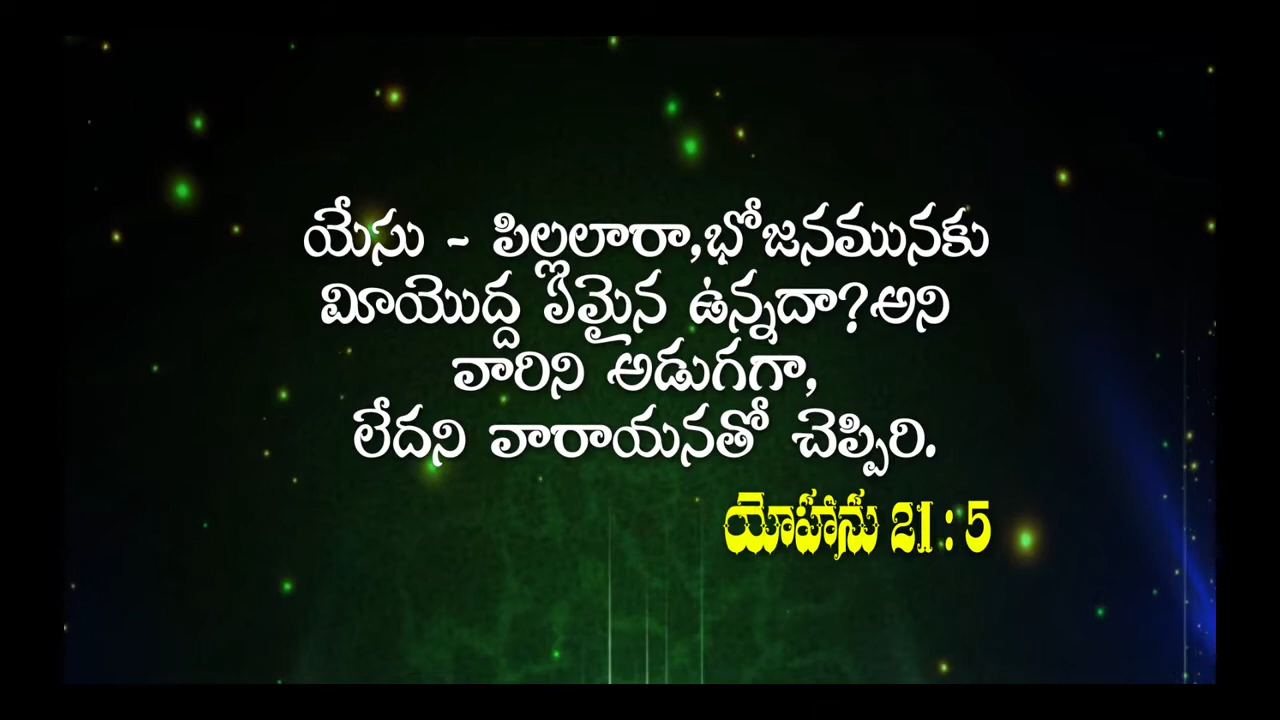 యేసు - పిల్లలారా,భోజనమునకు
మీయొద్ద ఏమైన ఉన్నదా?అని
వారిని అడుగగా,
లేదని వారాయనతో చెప్పిరి.
యోహాను 21 : 5